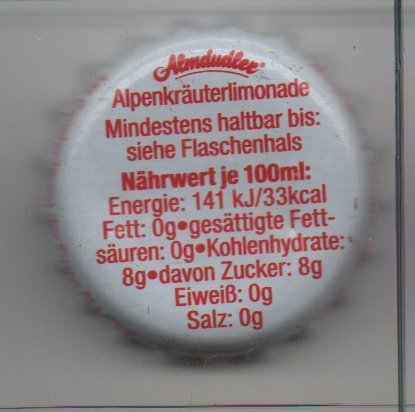 Almdudler®
Alpenkräuterlimonade
Mindestens haltbar bis:
siehe Flaschenhals
Nährwert je 100ml:
Energie: 141 kJ/33kcal
Fett: 0g•gesättigte Fett-
säuren: 0g•Kohlenhydrate:
8g•davon Zucker: 8g
Eiweiß: 0g
Salz: 0g